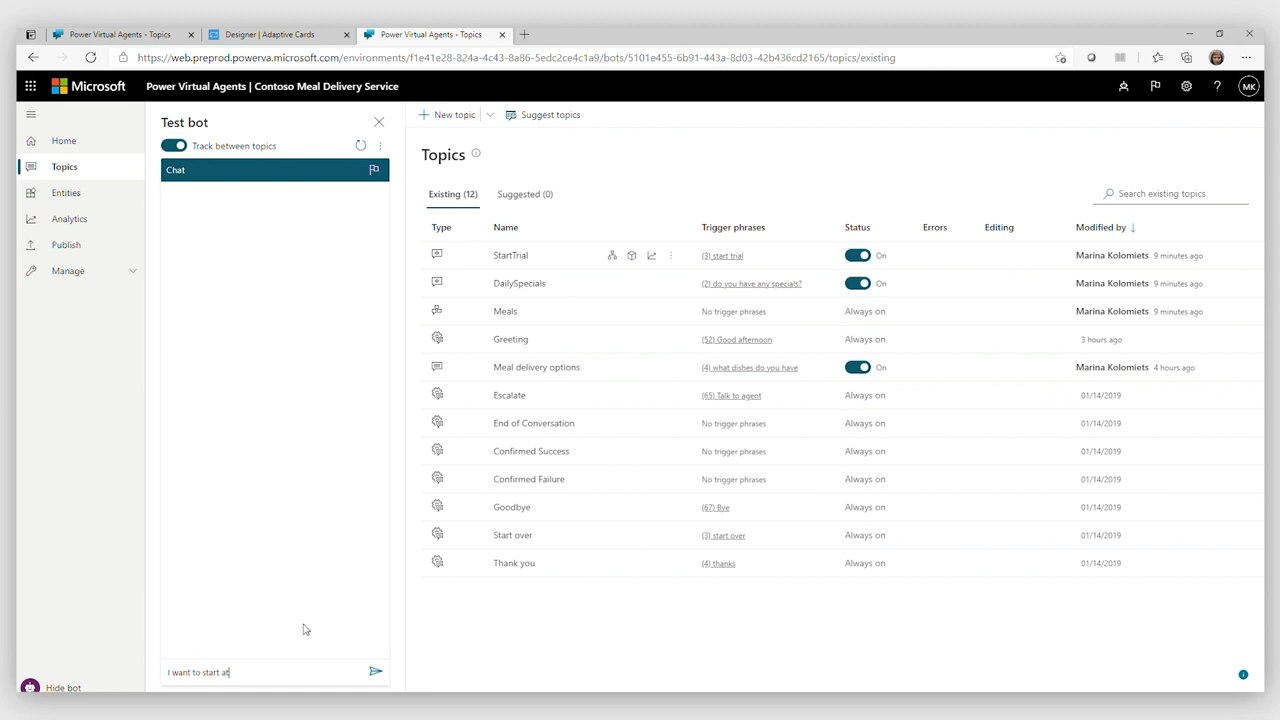 Power Virtual Agents - Topics
Designer | Adaptive Cards
Power Virtual Agents - Topics
https://web.preprod.powerva.microsoft.com/environments/f1e41e28-824a-4c43-8a86-5edc2ce4c1a9/bots/5101e455-6b91-443a-8d03-42b436cd2165/topics/existing
Microsoft
Power Virtual Agents | Contoso Meal Delivery Service
MK
Home
Topics
Entities
Analytics
Publish
Manage
Hide bot
Test bot
Track between topics
Chat
I want to start at
New topic
Suggest topics
Topics
Existing (12)
Suggested (0)
Search existing topics
Type Name Trigger phrases Status Errors Editing Modified by
StartTrial (3) start trial On Marina Kolomiets 9 minutes ago
DailySpecials (2) do you have any specials? On Marina Kolomiets 9 minutes ago
Meals No trigger phrases Always on Marina Kolomiets 9 minutes ago
Greeting (52) Good afternoon Always on 3 hours ago
Meal delivery options (4) what dishes do you have On Marina Kolomiets 4 hours ago
Escalate (65) Talk to agent Always on 01/14/2019
End of Conversation No trigger phrases Always on 01/14/2019
Confirmed Success No trigger phrases Always on 01/14/2019
Confirmed Failure No trigger phrases Always on 01/14/2019
Goodbye (67) Bye Always on 01/14/2019
Start over (3) start over Always on 01/14/2019
Thank you (4) thanks Always on 01/14/2019